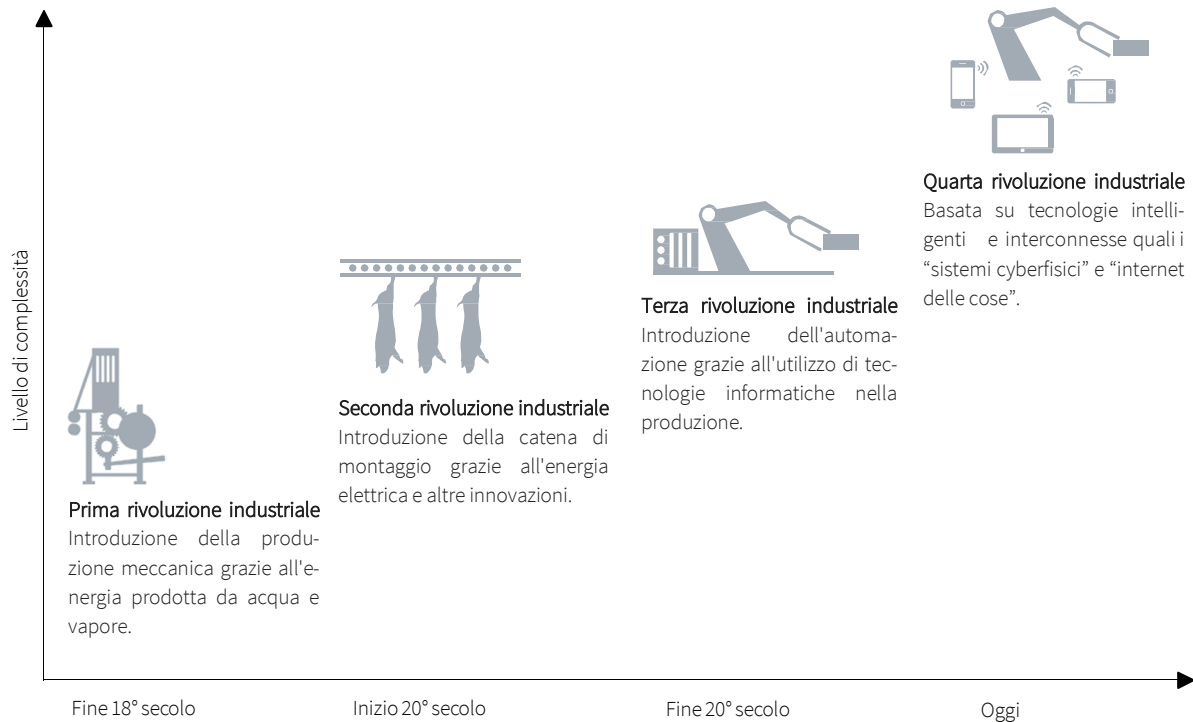 Livello di complessità
Quarta rivoluzione industriale
Basata su tecnologie intelli-
genti e interconnesse quali i
“sistemi cyberfisici” e “internet
delle cose”.
Terza rivoluzione industriale
Introduzione dell'automa-
zione grazie all'utilizzo di tec-
nologie informatiche nella
produzione.
Seconda rivoluzione industriale
Introduzione della catena di
montaggio grazie all'energia
elettrica e altre innovazioni.
Prima rivoluzione industriale
Introduzione della produ-
zione meccanica grazie all'e-
nergia prodotta da acqua e
vapore.
Fine 18° secolo
Inizio 20° secolo
Fine 20° secolo
Oggi